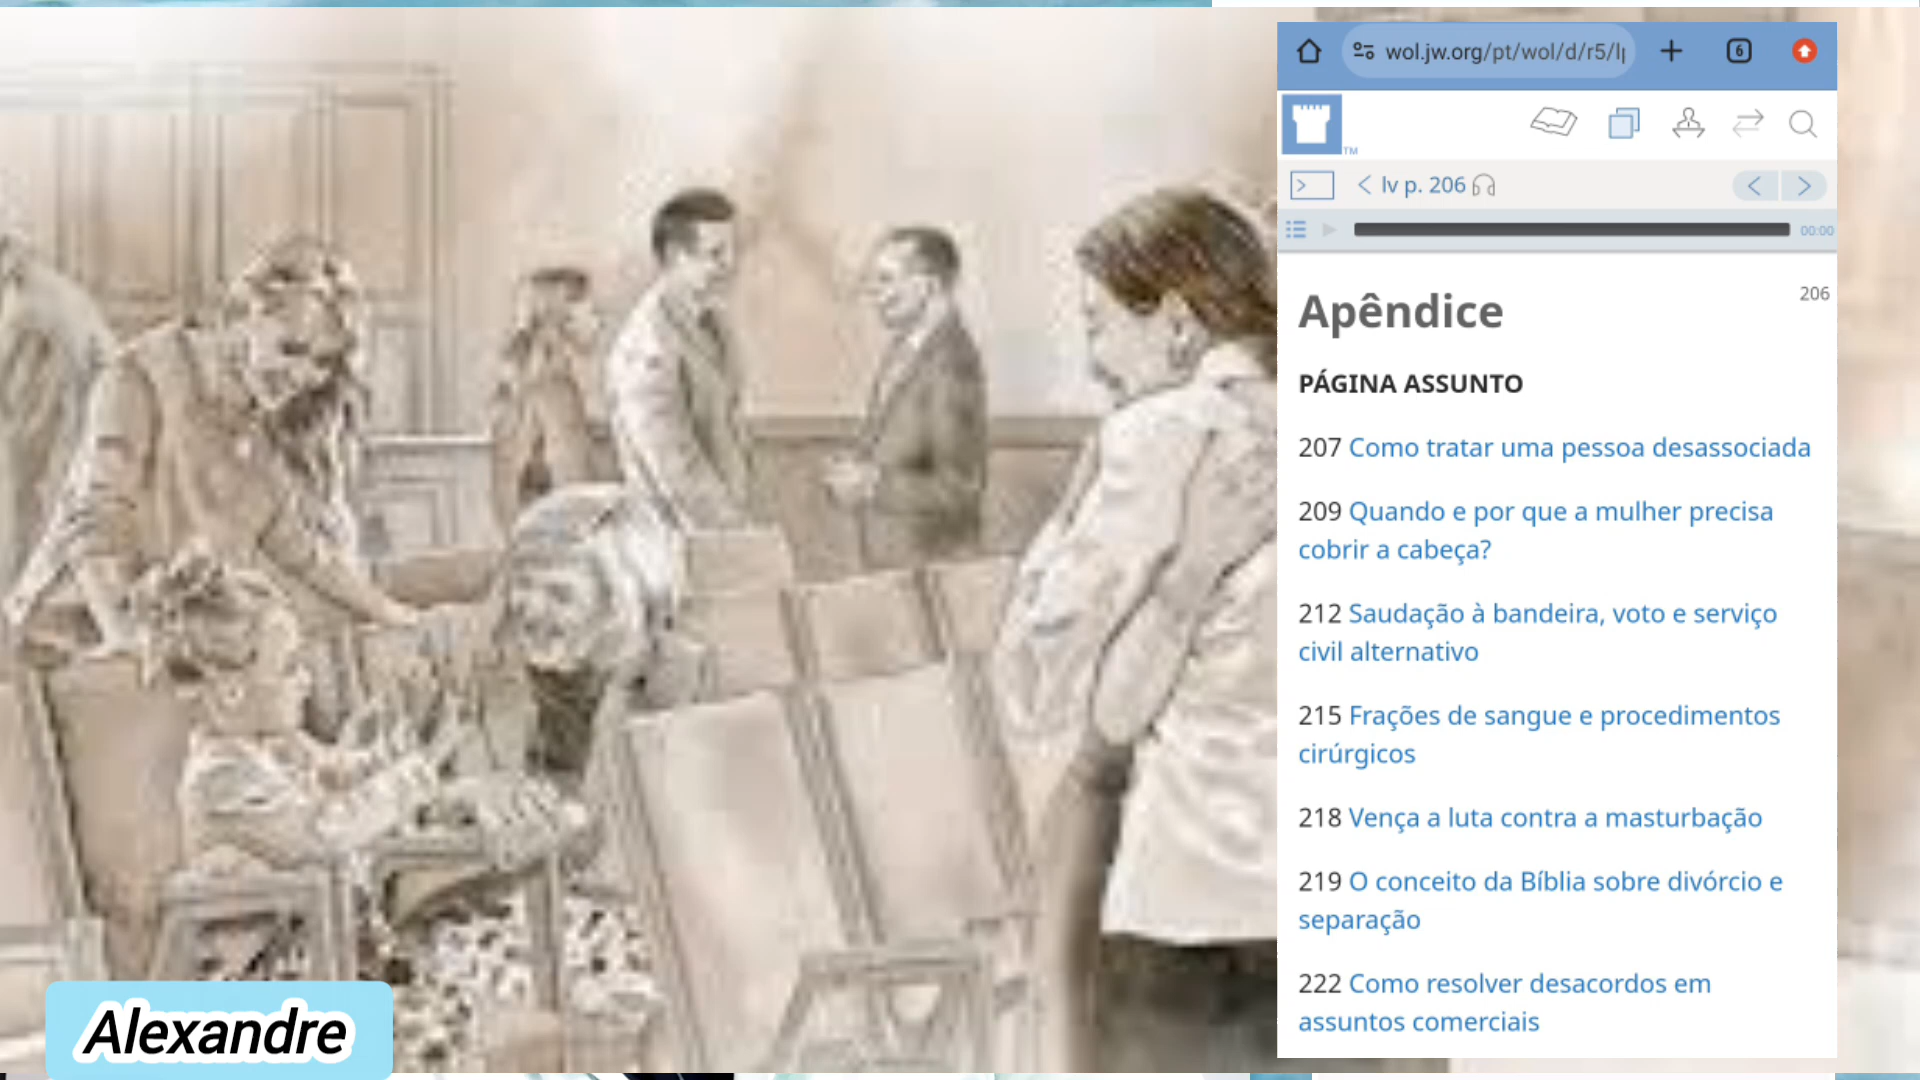 wol.jw.org/pt/wol/d/r5/l
6
TM
lv p. 206
00:00
206
Apêndice
PÁGINA ASSUNTO
207 Como tratar uma pessoa desassociada
209 Quando e por que a mulher precisa
cobrir a cabeça?
212 Saudação à bandeira, voto e serviço
civil alternativo
215 Frações de sangue e procedimentos
cirúrgicos
218 Vença a luta contra a masturbação
219 O conceito da Bíblia sobre divórcio e
separação
222 Como resolver desacordos em
assuntos comerciais
Alexandre